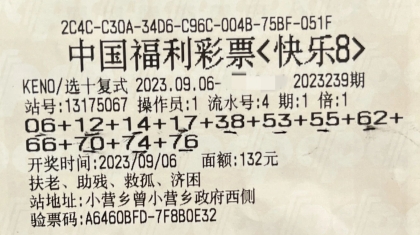 2C4C-C30A-34D6-C96C-004B-75BF-051F
中国福利彩票<快乐8>
KENO/选十复式 2023.09.06- 2023239期
站号:13175067 操作员:1 流水号:4 期:1 倍:1
06+12+14+17+38+53+55+62+
66+70+74+76
开奖时间:2023/09/06 面额:132元
扶老、助残、救孤、济困
站地址:小营乡曾小营乡政府西侧
验票码:A6460BFD-7F8B0E32